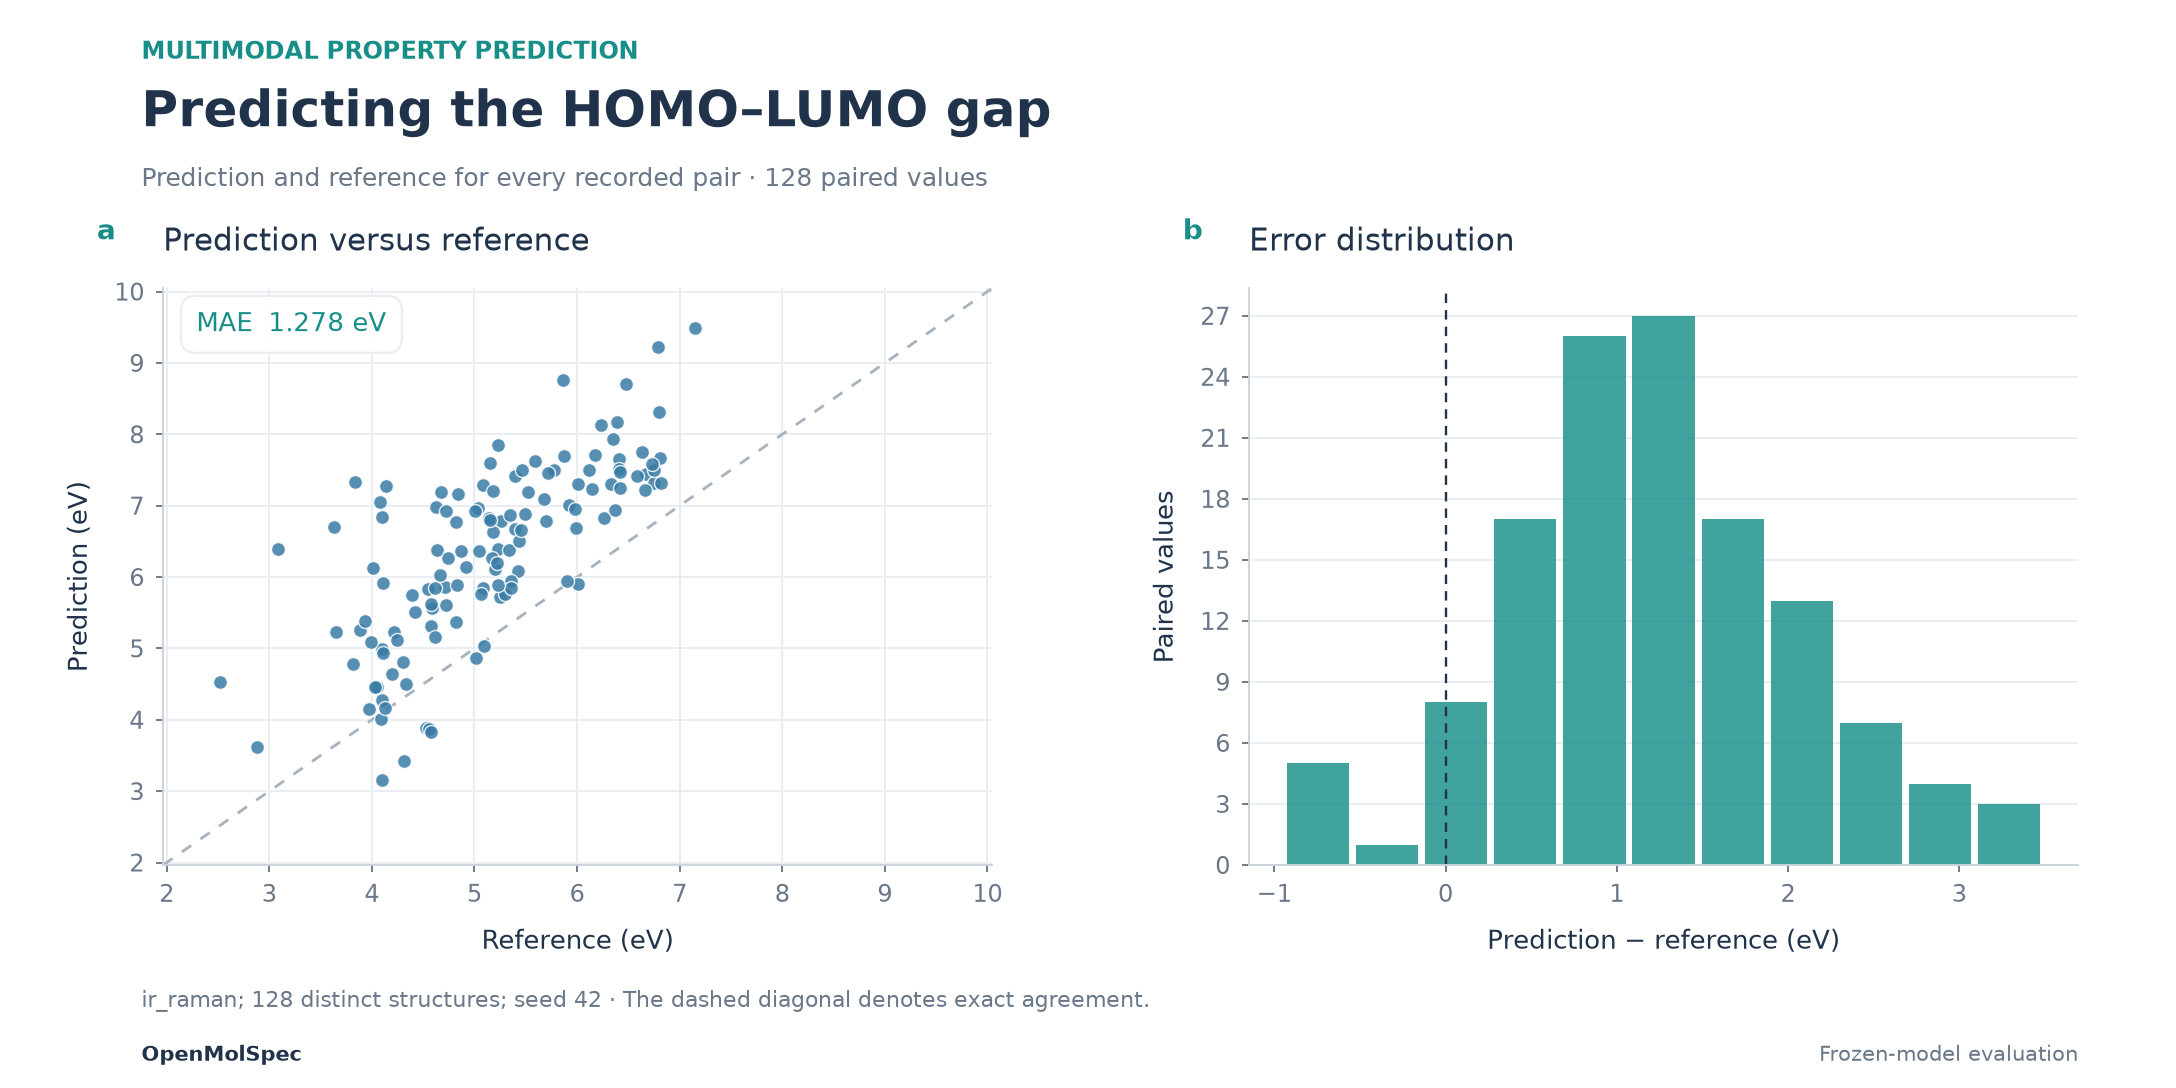 MULTIMODAL PROPERTY PREDICTION
Predicting the HOMO–LUMO gap
Prediction and reference for every recorded pair · 128 paired values
a Prediction versus reference
MAE 1.278 eV
10
9
8
7
6
5
4
3
2
Prediction (eV)
2 3 4 5 6 7 8 9 10
Reference (eV)
b Error distribution
27
24
21
18
15
12
9
6
3
0
Paired values
−1 0 1 2 3
Prediction − reference (eV)
ir_raman; 128 distinct structures; seed 42 · The dashed diagonal denotes exact agreement.
OpenMolSpec
Frozen-model evaluation